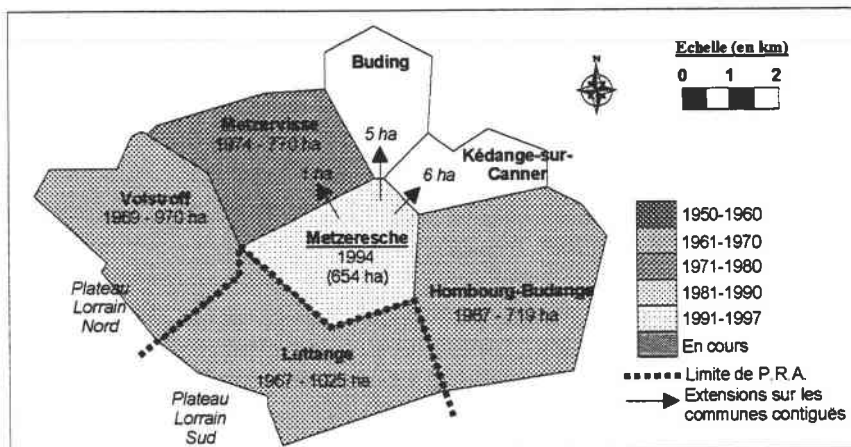 Buding
N
Echelle (en km)
0 1 2
Metzervisse
1974 - 770 ha
5 ha
Kédange-sur-
Canner
1 ha
6 ha
Volstroff
1969 - 970 ha
Metzeresche
1994
(654 ha)
Hombourg-Budange
1967 - 719 ha
Plateau
Lorrain
Nord
Luttange
1967 - 1025 ha
Plateau
Lorrain
Sud
1950-1960
1961-1970
1971-1980
1981-1990
1991-1997
En cours
Limite de P.R.A.
Extensions sur les
communes contiguës